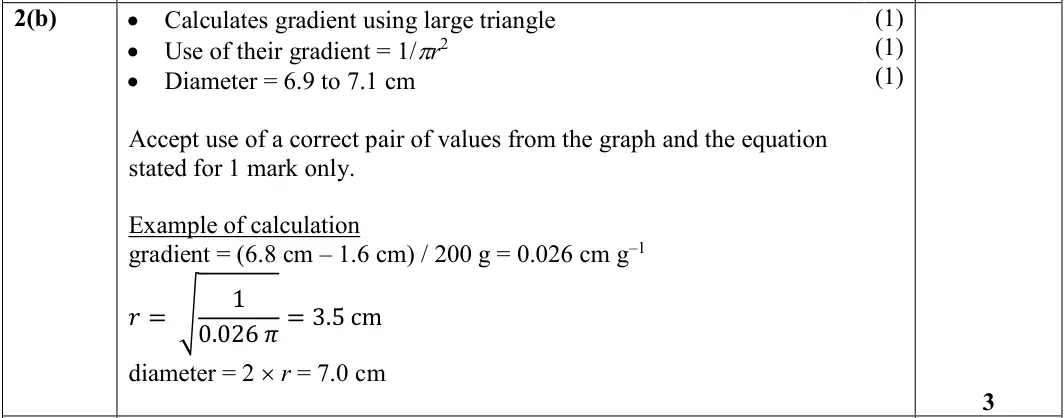 2(b)
• Calculates gradient using large triangle (1)
• Use of their gradient = 1/πr² (1)
• Diameter = 6.9 to 7.1 cm (1)
Accept use of a correct pair of values from the graph and the equation
stated for 1 mark only.
Example of calculation
gradient = (6.8 cm – 1.6 cm) / 200 g = 0.026 cm g⁻¹
r = √(1/(0.026 π)) = 3.5 cm
diameter = 2 × r = 7.0 cm
3